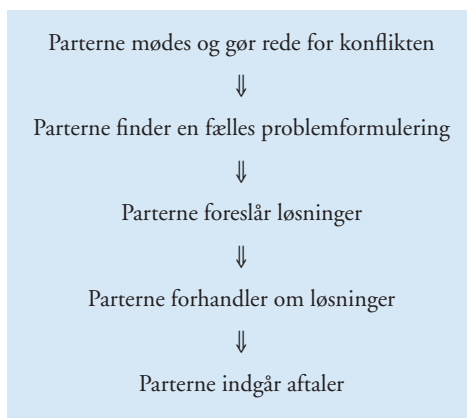 Parterne mødes og gør rede for konflikten
⇓
Parterne finder en fælles problemformulering
⇓
Parterne foreslår løsninger
⇓
Parterne forhandler om løsninger
⇓
Parterne indgår aftaler